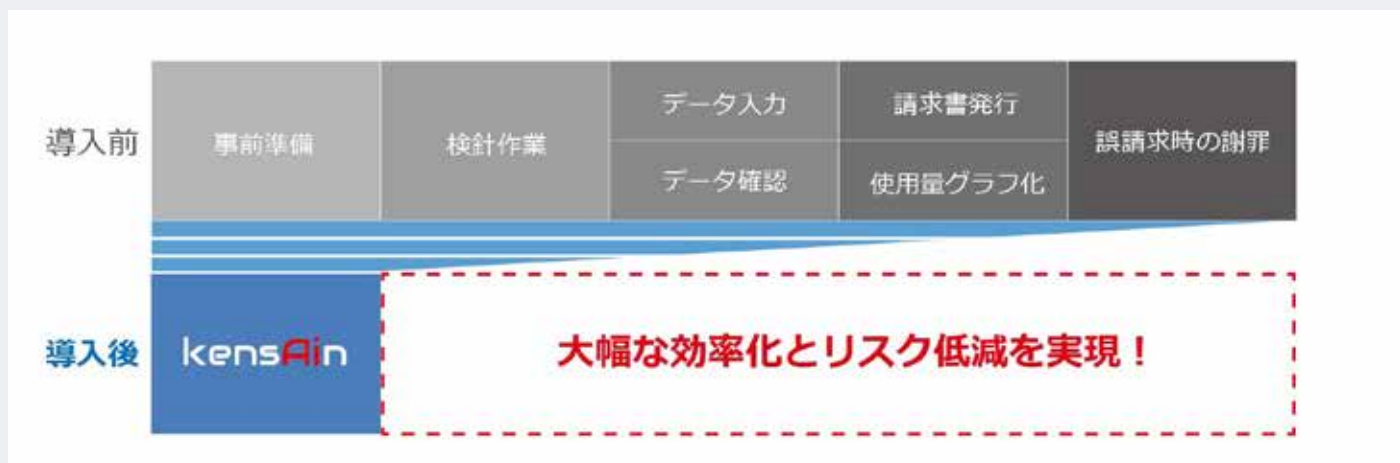 導入前
事前準備
検針作業
データ入力
データ確認
請求書発行
使用量グラフ化
誤請求時の謝罪
導入後
kensAin
大幅な効率化とリスク低減を実現！